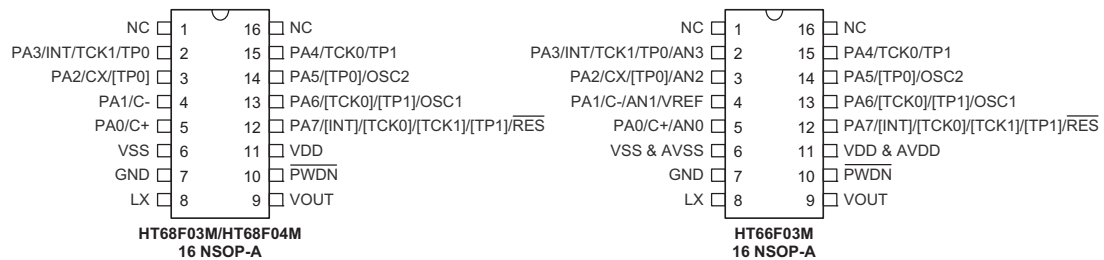 NC 1 16 NC
PA3/INT/TCK1/TP0 2 15 PA4/TCK0/TP1
PA2/CX/[TP0] 3 14 PA5/[TP0]/OSC2
PA1/C- 4 13 PA6/[TCK0]/[TP1]/OSC1
PA0/C+ 5 12 PA7/[INT]/[TCK0]/[TCK1]/[TP1]/RES
VSS 6 11 VDD
GND 7 10 PWDN
LX 8 9 VOUT
HT68F03M/HT68F04M
16 NSOP-A
NC 1 16 NC
PA3/INT/TCK1/TP0/AN3 2 15 PA4/TCK0/TP1
PA2/CX/[TP0]/AN2 3 14 PA5/[TP0]/OSC2
PA1/C-/AN1/VREF 4 13 PA6/[TCK0]/[TP1]/OSC1
PA0/C+/AN0 5 12 PA7/[INT]/[TCK0]/[TCK1]/[TP1]/RES
VSS & AVSS 6 11 VDD & AVDD
GND 7 10 PWDN
LX 8 9 VOUT
HT66F03M
16 NSOP-A